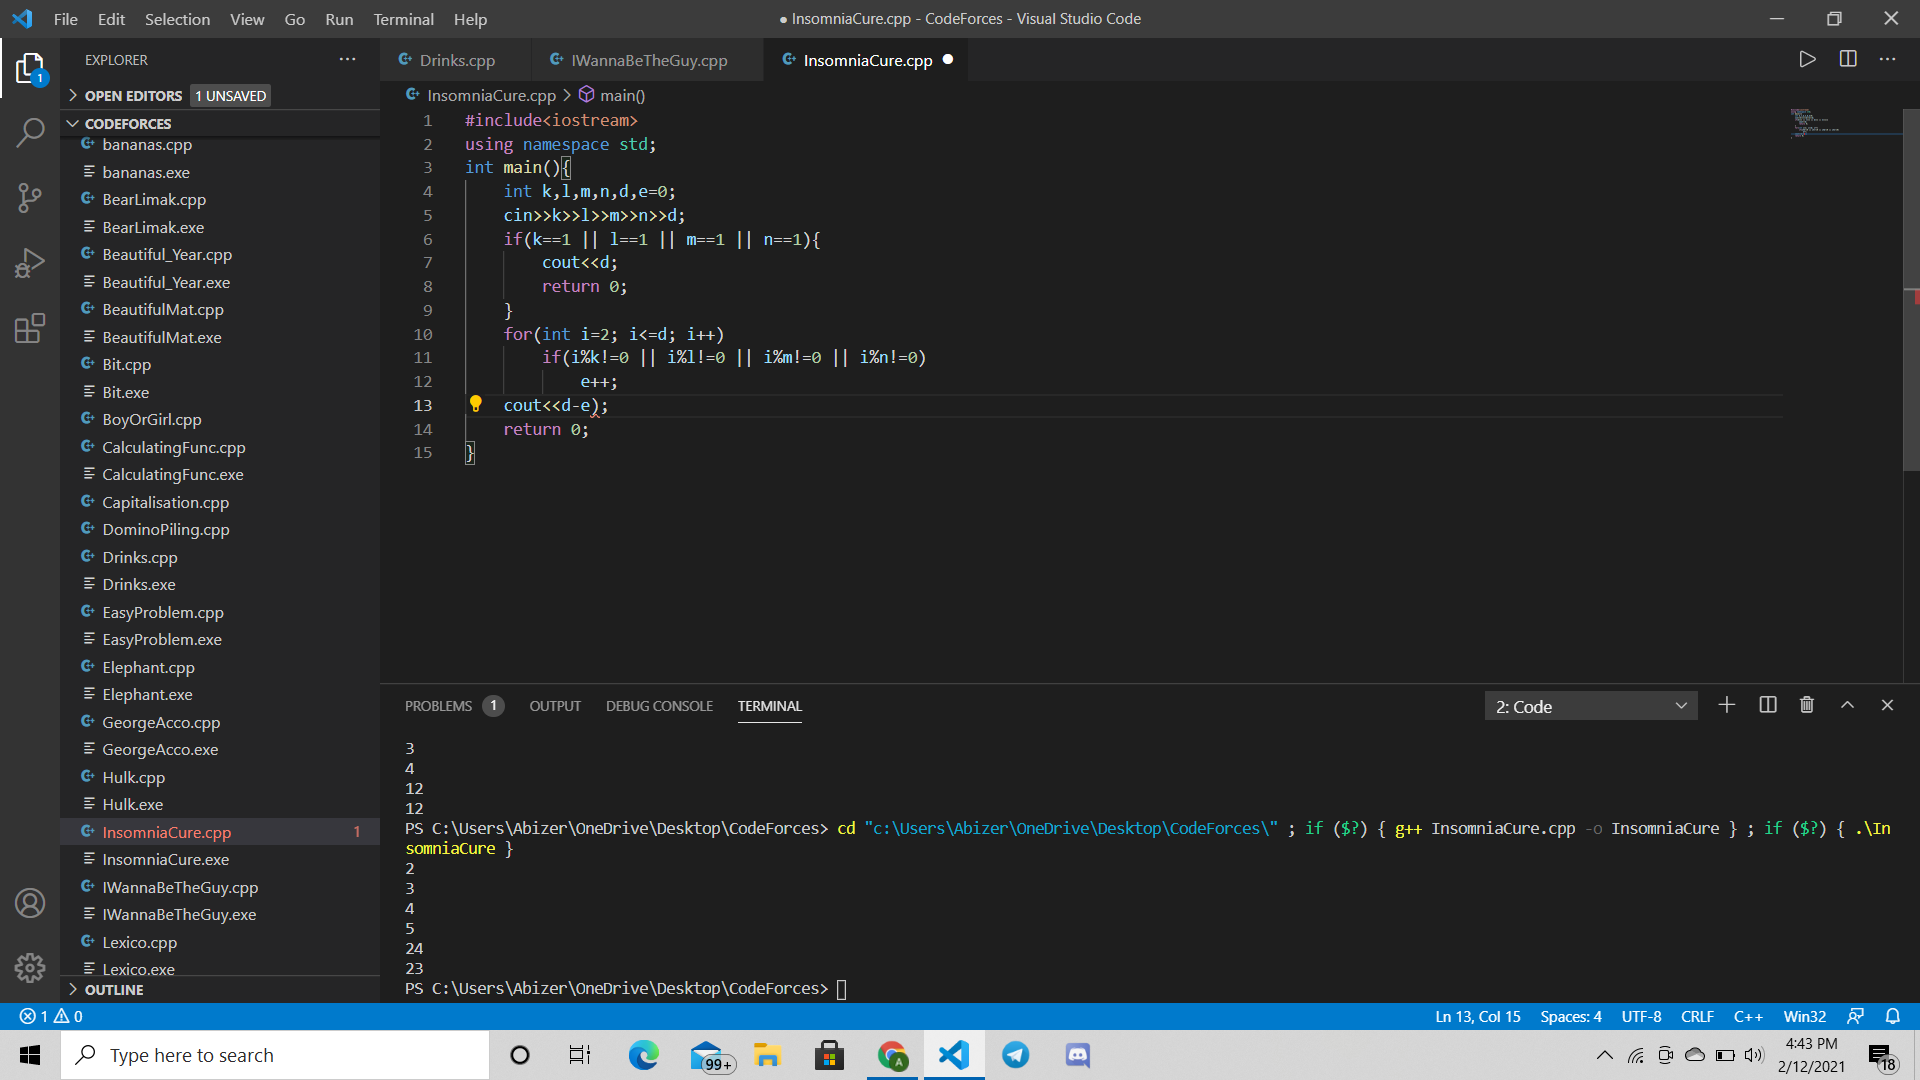 File Edit Selection View Go Run Terminal Help
● InsomniaCure.cpp - CodeForces - Visual Studio Code
EXPLORER
Drinks.cpp IWannaBeTheGuy.cpp InsomniaCure.cpp
1
OPEN EDITORS 1 UNSAVED
CODEFORCES
bananas.cpp
bananas.exe
BearLimak.cpp
BearLimak.exe
Beautiful_Year.cpp
Beautiful_Year.exe
BeautifulMat.cpp
BeautifulMat.exe
Bit.cpp
Bit.exe
BoyOrGirl.cpp
CalculatingFunc.cpp
CalculatingFunc.exe
Capitalisation.cpp
DominoPiling.cpp
Drinks.cpp
Drinks.exe
EasyProblem.cpp
EasyProblem.exe
Elephant.cpp
Elephant.exe
GeorgeAcco.cpp
GeorgeAcco.exe
Hulk.cpp
Hulk.exe
InsomniaCure.cpp 1
InsomniaCure.exe
IWannaBeTheGuy.cpp
IWannaBeTheGuy.exe
Lexico.cpp
Lexico.exe
OUTLINE
InsomniaCure.cpp > main()
1 #include<iostream>
2 using namespace std;
3 int main(){
4 int k,l,m,n,d,e=0;
5 cin>>k>>l>>m>>n>>d;
6 if(k==1 || l==1 || m==1 || n==1){
7 cout<<d;
8 return 0;
9 }
10 for(int i=2; i<=d; i++)
11 if(i%k!=0 || i%l!=0 || i%m!=0 || i%n!=0)
12 e++;
13 cout<<d-e);
14 return 0;
15 }
PROBLEMS 1 OUTPUT DEBUG CONSOLE TERMINAL
2: Code
3
4
12
12
PS C:\Users\Abizer\OneDrive\Desktop\CodeForces> cd "c:\Users\Abizer\OneDrive\Desktop\CodeForces\" ; if ($?) { g++ InsomniaCure.cpp -o InsomniaCure } ; if ($?) { .\In
somniaCure }
2
3
4
5
24
23
PS C:\Users\Abizer\OneDrive\Desktop\CodeForces>
1 0
Ln 13, Col 15 Spaces: 4 UTF-8 CRLF C++ Win32
Type here to search
99+
A
4:43 PM
2/12/2021
18